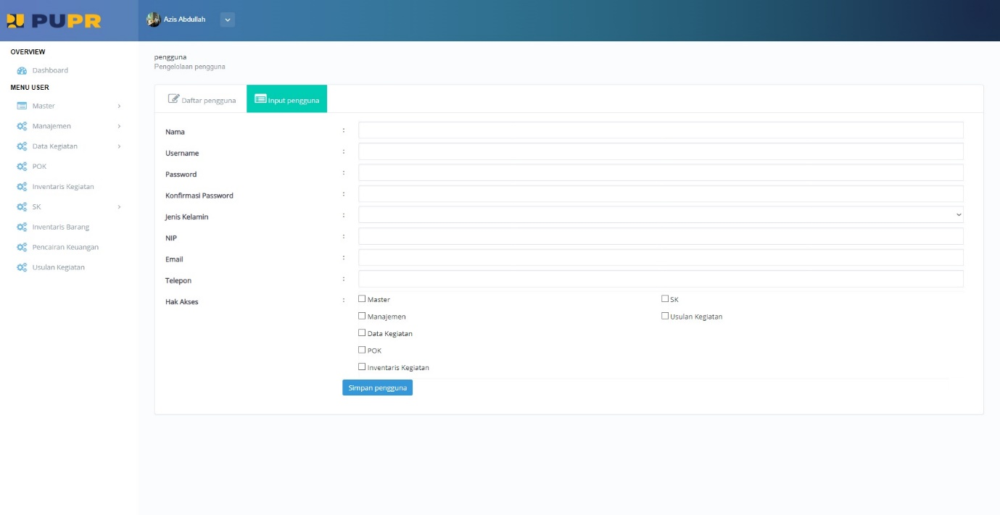 PUPR
Azis Abdullah
OVERVIEW
Dashboard
MENU USER
Master
Manajemen
Data Kegiatan
POK
Inventaris Kegiatan
SK
Inventaris Barang
Pencairan Keuangan
Usulan Kegiatan
pengguna
Pengelolaan pengguna
Daftar pengguna Input pengguna
Nama :
Username :
Password :
Konfirmasi Password :
Jenis Kelamin :
NIP :
Email :
Telepon :
Hak Akses : Master SK
Manajemen Usulan Kegiatan
Data Kegiatan
POK
Inventaris Kegiatan
Simpan pengguna